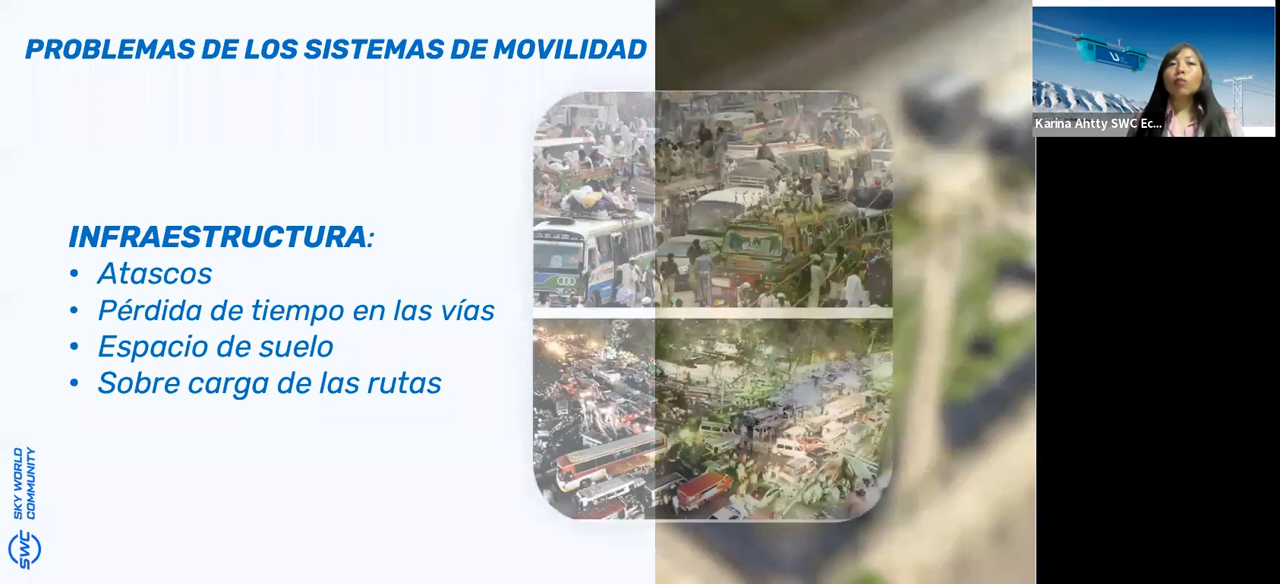 PROBLEMAS DE LOS SISTEMAS DE MOVILIDAD
INFRAESTRUCTURA:
• Atascos
• Pérdida de tiempo en las vías
• Espacio de suelo
• Sobre carga de las rutas
SWC
SKY WORLD
COMMUNITY
Karina Ahtty SWC Ec...